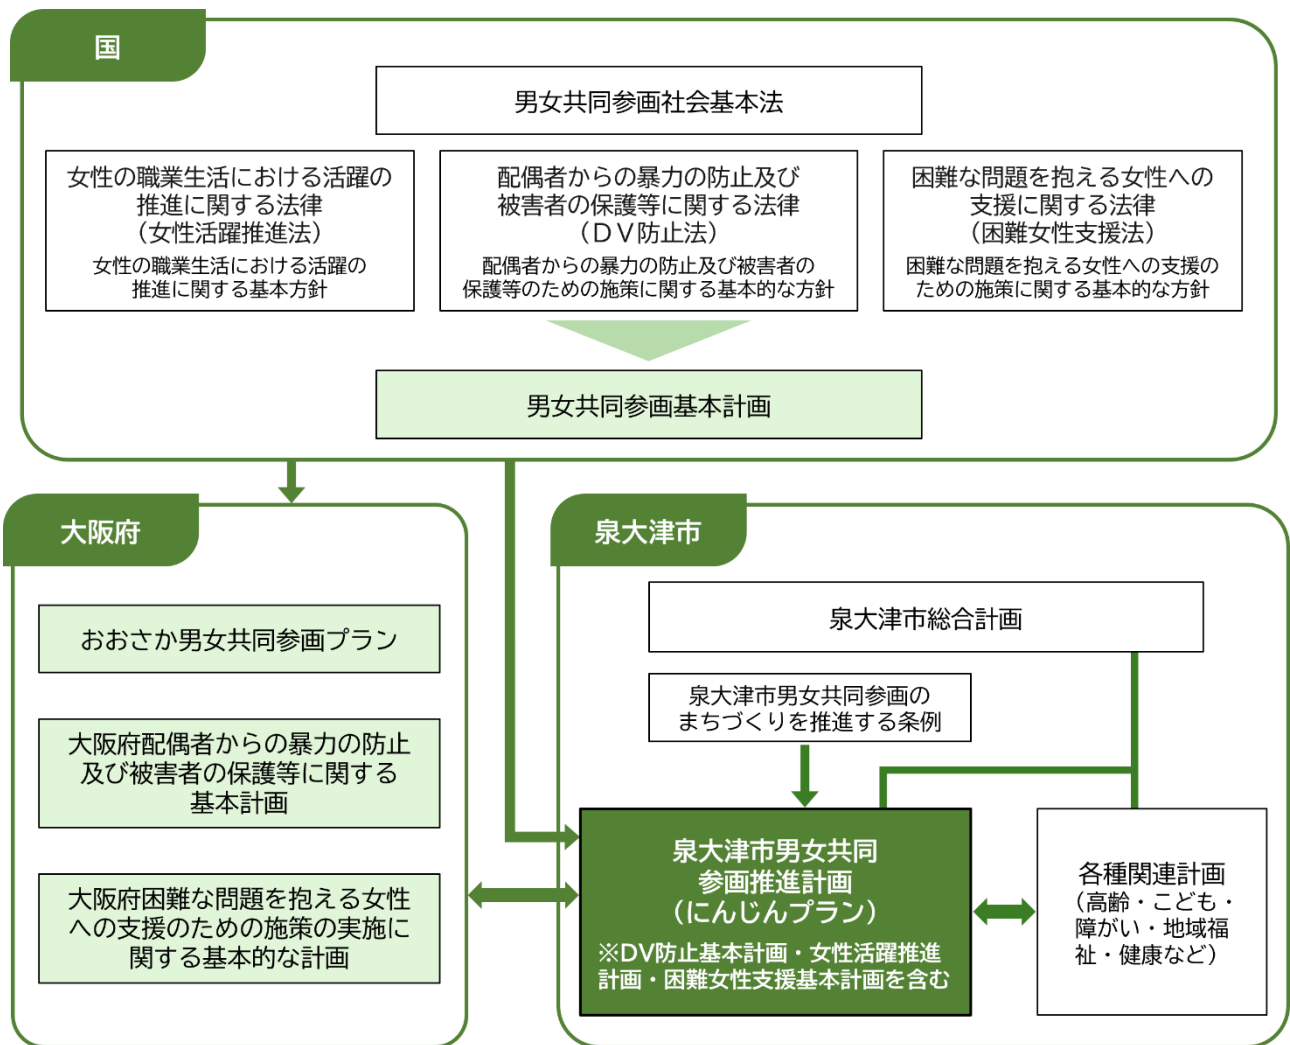 国
男女共同参画社会基本法
女性の職業生活における活躍の
推進に関する法律
（女性活躍推進法）
女性の職業生活における活躍の
推進に関する基本方針
配偶者からの暴力の防止及び
被害者の保護等に関する法律
（ＤＶ防止法）
配偶者からの暴力の防止及び被害者の
保護等のための施策に関する基本的な方針
困難な問題を抱える女性への
支援に関する法律
（困難女性支援法）
困難な問題を抱える女性への支援の
ための施策に関する基本的な方針
男女共同参画基本計画
大阪府
おおさか男女共同参画プラン
大阪府配偶者からの暴力の防止
及び被害者の保護等に関する
基本計画
大阪府困難な問題を抱える女性
への支援のための施策の実施に
関する基本的な計画
泉大津市
泉大津市総合計画
泉大津市男女共同参画の
まちづくりを推進する条例
泉大津市男女共同
参画推進計画
（にんじんプラン）
※DV防止基本計画・女性活躍推進
計画・困難女性支援基本計画を含む
各種関連計画
（高齢・こども・
障がい・地域福
祉・健康など）